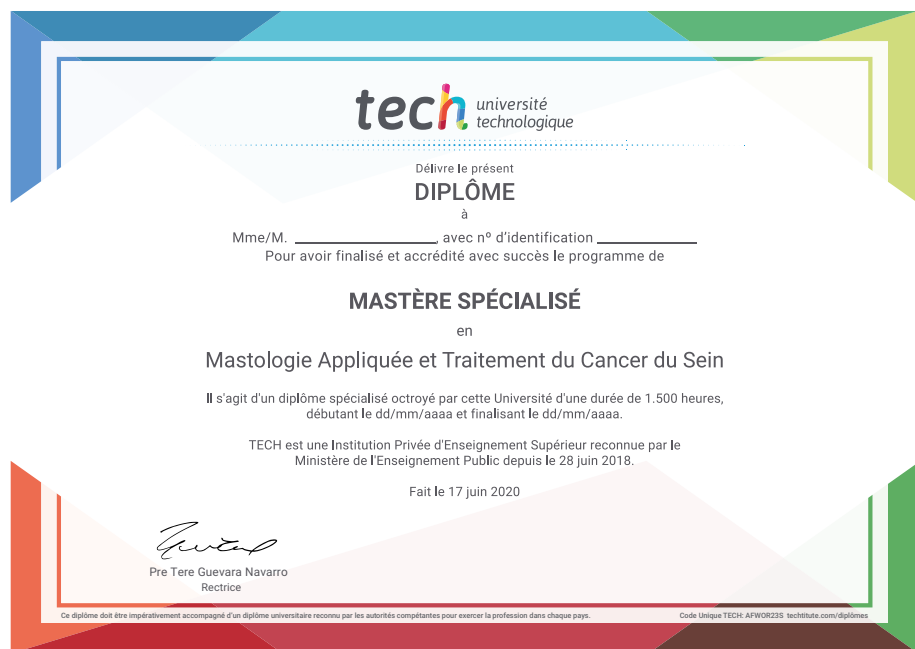 tech université
technologique
Délivre le présent
DIPLÔME
à
Mme/M. ____________, avec nº d'identification ____________
Pour avoir finalisé et accrédité avec succès le programme de
MASTÈRE SPÉCIALISÉ
en
Mastologie Appliquée et Traitement du Cancer du Sein
Il s'agit d'un diplôme spécialisé octroyé par cette Université d'une durée de 1.500 heures,
débutant le dd/mm/aaaa et finalisant le dd/mm/aaaa.
TECH est une Institution Privée d'Enseignement Supérieur reconnue par le
Ministère de l'Enseignement Public depuis le 28 juin 2018.
Fait le 17 juin 2020
Pre Tere Guevara Navarro
Rectrice
Ce diplôme doit être impérativement accompagné d'un diplôme universitaire reconnu par les autorités compétantes pour exercer la profession dans chaque pays. Code Unique TECH: AFWOR23S techtitute.com/diplômes